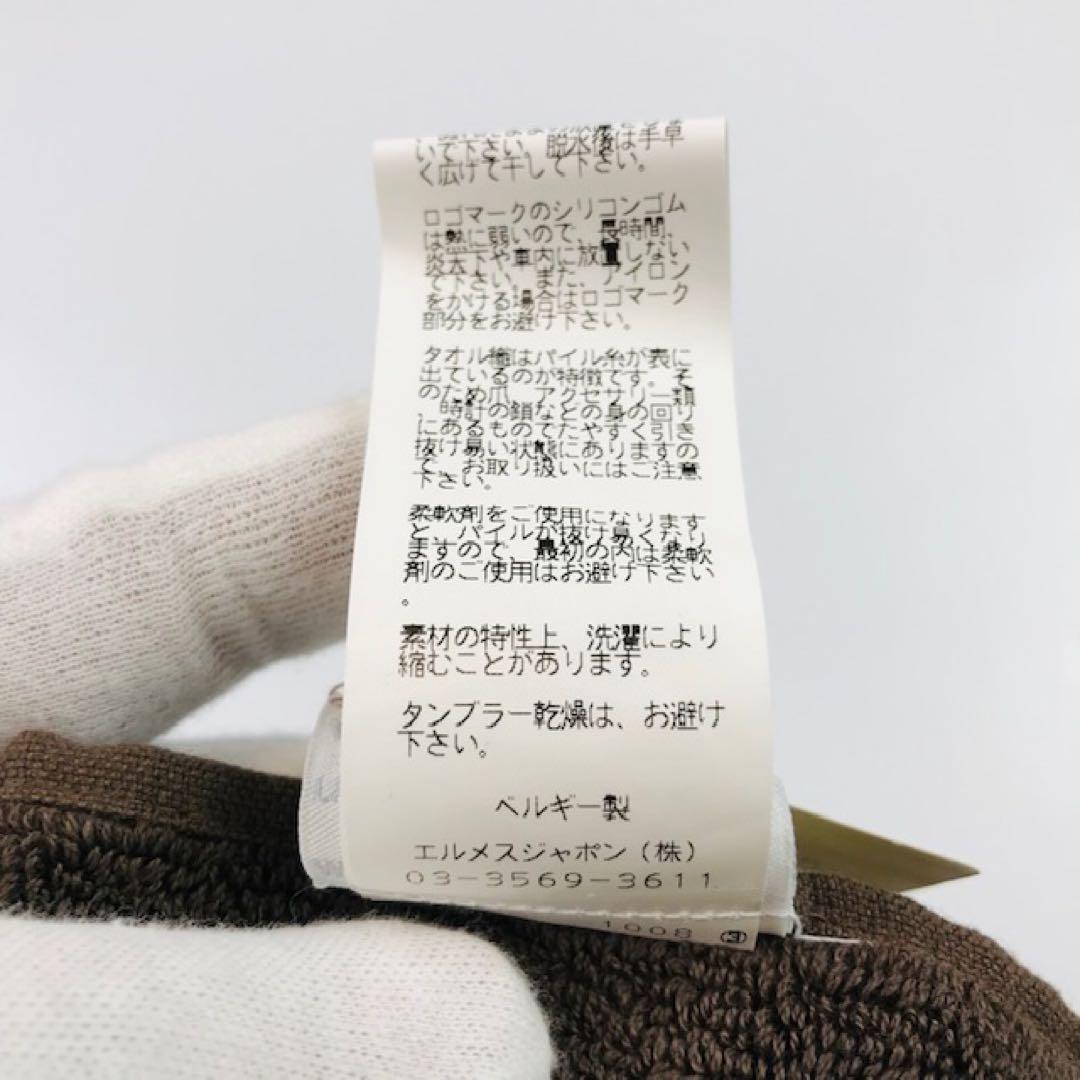 いで下さい。脱水後は手早
く広げて干して下さい。
ロゴマークのシリコンゴム
は熱に弱いので、長時間、
炎天下や車内に放置しない
で下さい。また、アイロン
をかける場合はロゴマーク
部分をお避け下さい。
タオル織はパイル糸が表に
出ているのが特徴です。そ
のため爪、アクセサリー類
、時計の鎖などの身の回り
にあるものでたやすく引き
抜け易い状態にありますの
で、お取り扱いにはご注意
下さい。
柔軟剤をご使用になります
と、パイルが抜け易くなり
ますので、最初の内は柔軟
剤のご使用はお避け下さい
。
素材の特性上、洗濯により
縮むことがあります。
タンブラー乾燥は、お避け
下さい。
ベルギー製
エルメスジャポン（株）
03-3569-3611
1008 ③